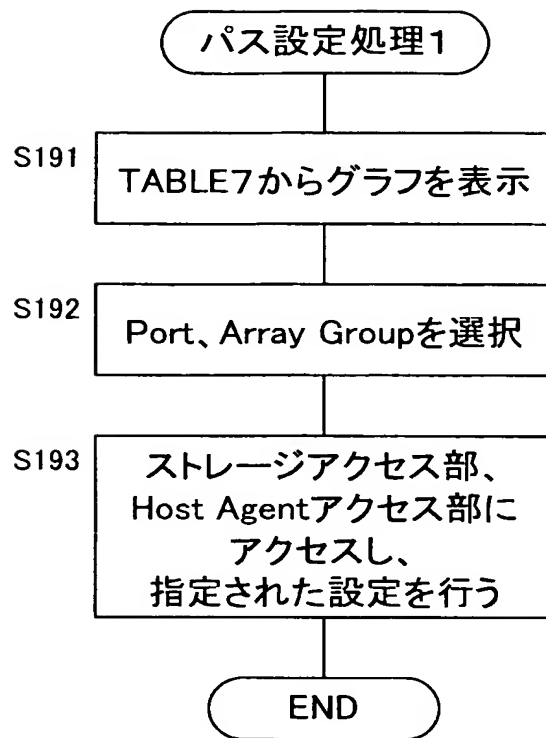 パス設定処理1
S191
TABLE7からグラフを表示
S192
Port、Array Groupを選択
S193
ストレージアクセス部、
Host Agentアクセス部に
アクセスし、
指定された設定を行う
END